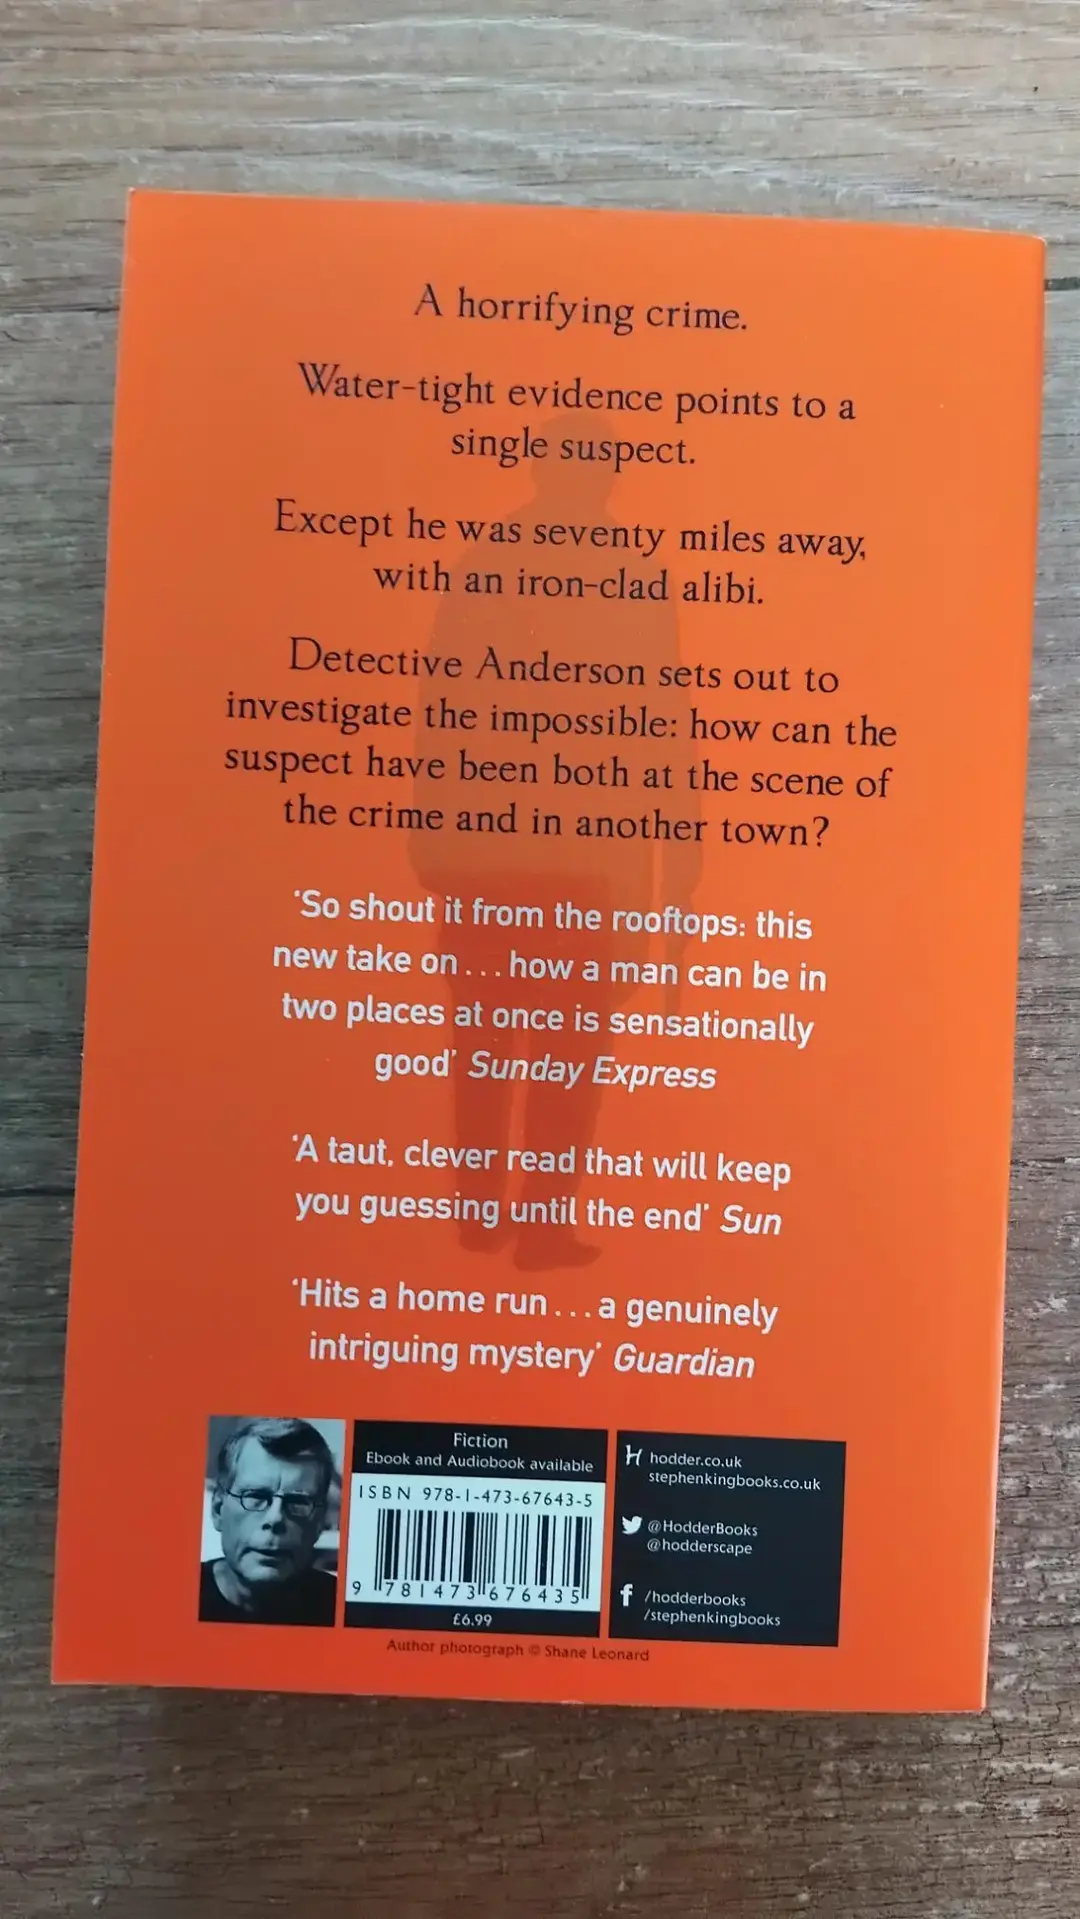 A horrifying crime.
Water-tight evidence points to a
single suspect.
Except he was seventy miles away,
with an iron-clad alibi.
Detective Anderson sets out to
investigate the impossible: how can the
suspect have been both at the scene of
the crime and in another town?
‘So shout it from the rooftops: this
new take on...how a man can be in
two places at once is sensationally
good’ Sunday Express
‘A taut, clever read that will keep
you guessing until the end’ Sun
‘Hits a home run...a genuinely
intriguing mystery’ Guardian
Fiction
Ebook and Audiobook available
ISBN 978-1-473-67643-5
9 781473 676435
£6.99
hodder.co.uk
stephenkingbooks.co.uk
@HodderBooks
@hodderscape
/hodderbooks
/stephenkingbooks
Author photograph © Shane Leonard